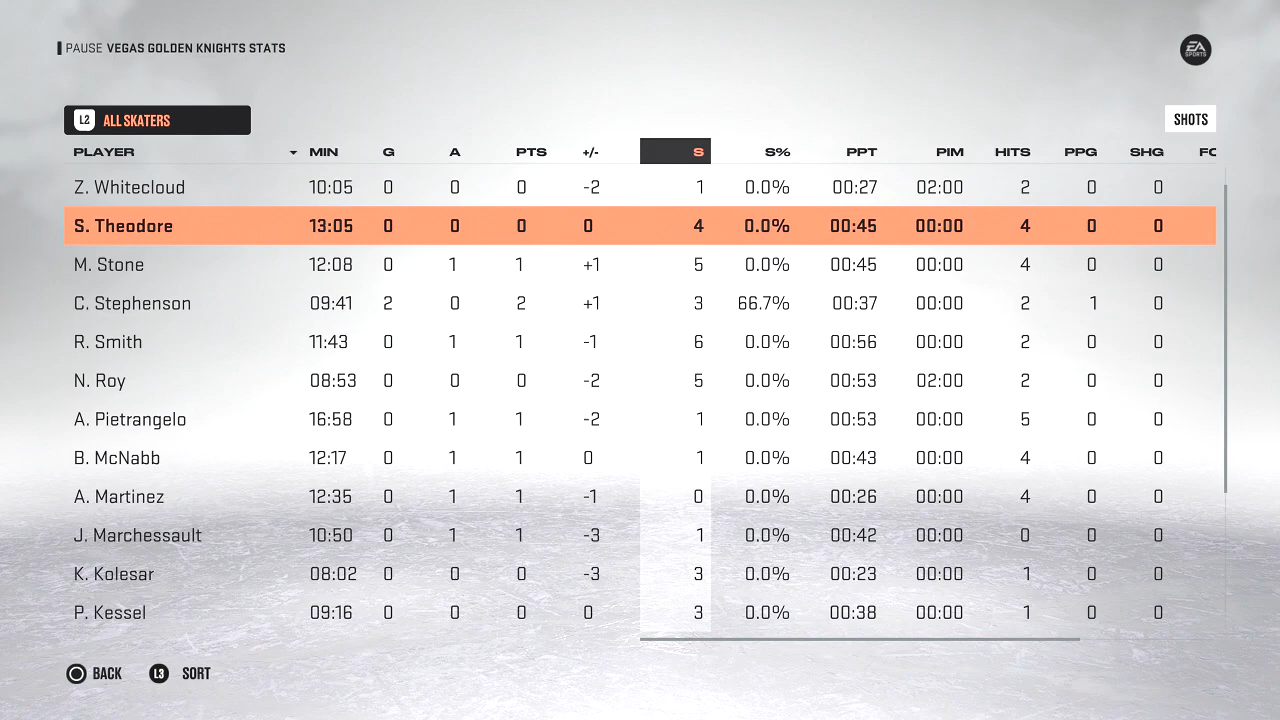 PAUSE VEGAS GOLDEN KNIGHTS STATS
EA SPORTS
L2 ALL SKATERS
SHOTS
PLAYER MIN G A PTS +/- S S% PPT PIM HITS PPG SHG FC
Z. Whitecloud 10:05 0 0 0 -2 1 0.0% 00:27 02:00 2 0 0
S. Theodore 13:05 0 0 0 0 4 0.0% 00:45 00:00 4 0 0
M. Stone 12:08 0 1 1 +1 5 0.0% 00:45 00:00 4 0 0
C. Stephenson 09:41 2 0 2 +1 3 66.7% 00:37 00:00 2 1 0
R. Smith 11:43 0 1 1 -1 6 0.0% 00:56 00:00 2 0 0
N. Roy 08:53 0 0 0 -2 5 0.0% 00:53 02:00 2 0 0
A. Pietrangelo 16:58 0 1 1 -2 1 0.0% 00:53 00:00 5 0 0
B. McNabb 12:17 0 1 1 0 1 0.0% 00:43 00:00 4 0 0
A. Martinez 12:35 0 1 1 -1 0 0.0% 00:26 00:00 4 0 0
J. Marchessault 10:50 0 1 1 -3 1 0.0% 00:42 00:00 0 0 0
K. Kolesar 08:02 0 0 0 -3 3 0.0% 00:23 00:00 1 0 0
P. Kessel 09:16 0 0 0 0 3 0.0% 00:38 00:00 1 0 0
BACK L3 SORT